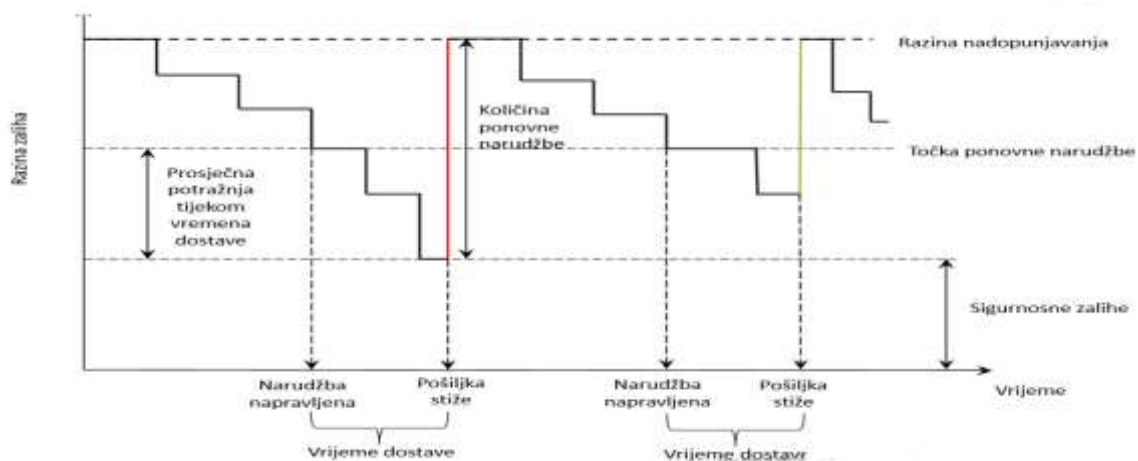 Razina nadopunjavanja
Količina
ponovne
narudžbe
Razina zaliha
Točka ponovne narudžbe
Prosječna
potražnja
tijekom
vremena
dostave
Sigurnosne zalihe
Narudžba
napravljena
Pošiljka
stiže
Narudžba
napravljena
Pošiljka
stiže
Vrijeme
Vrijeme dostave
Vrijeme